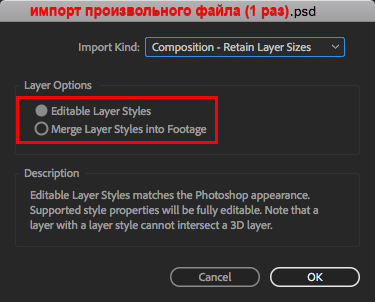 импорт произвольного файла (1 раз).psd
Import Kind: Composition - Retain Layer Sizes
Layer Options
Editable Layer Styles
Merge Layer Styles into Footage
Description
Editable Layer Styles matches the Photoshop appearance.
Supported style properties will be fully editable. Note that a
layer with a layer style cannot intersect a 3D layer.
Cancel OK